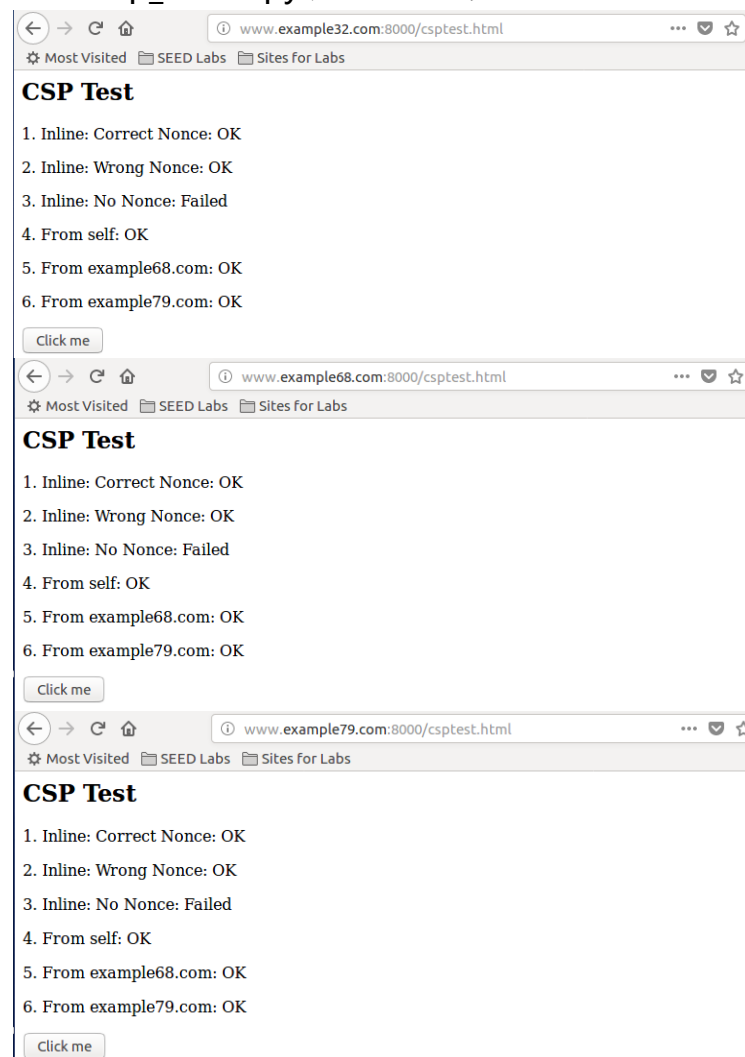 www.example32.com:8000/csptest.html
Most Visited SEED Labs Sites for Labs
CSP Test
1. Inline: Correct Nonce: OK
2. Inline: Wrong Nonce: OK
3. Inline: No Nonce: Failed
4. From self: OK
5. From example68.com: OK
6. From example79.com: OK
Click me
www.example68.com:8000/csptest.html
Most Visited SEED Labs Sites for Labs
CSP Test
1. Inline: Correct Nonce: OK
2. Inline: Wrong Nonce: OK
3. Inline: No Nonce: Failed
4. From self: OK
5. From example68.com: OK
6. From example79.com: OK
Click me
www.example79.com:8000/csptest.html
Most Visited SEED Labs Sites for Labs
CSP Test
1. Inline: Correct Nonce: OK
2. Inline: Wrong Nonce: OK
3. Inline: No Nonce: Failed
4. From self: OK
5. From example68.com: OK
6. From example79.com: OK
Click me